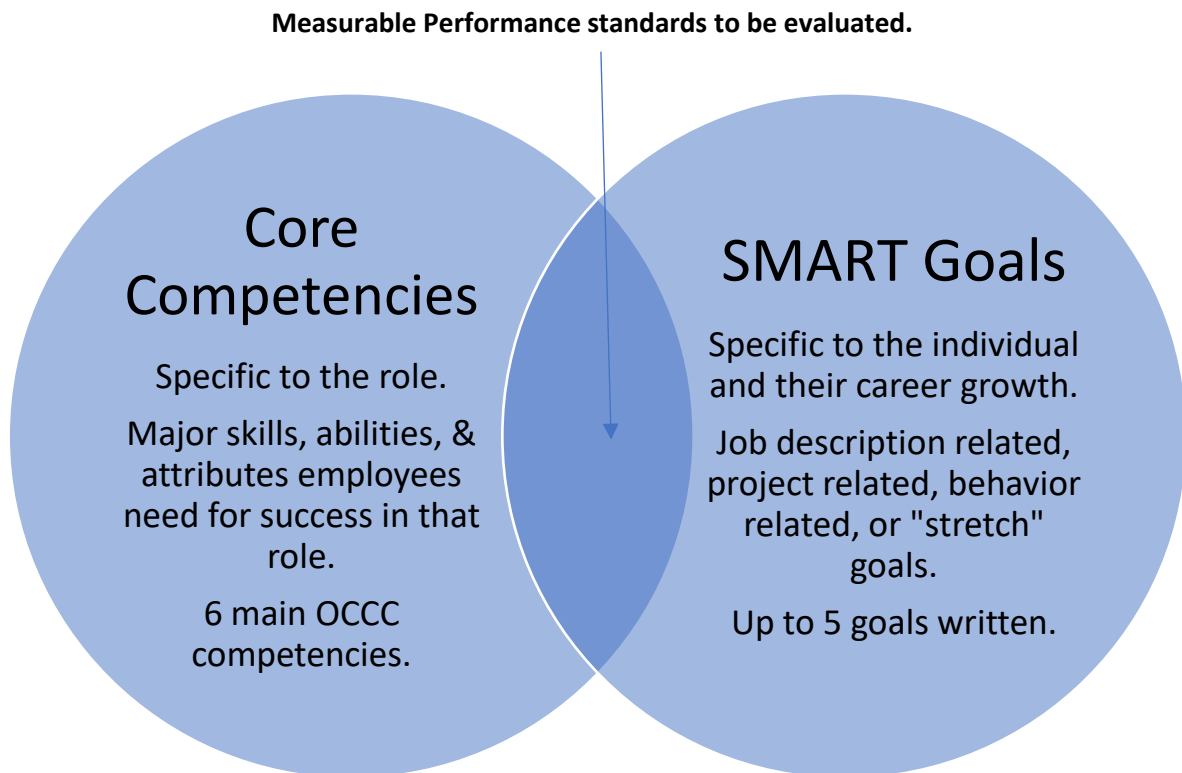 Measurable Performance standards to be evaluated.
Core
Competencies
Specific to the role.
Major skills, abilities, &
attributes employees
need for success in that
role.
6 main OCCC
competencies.
SMART Goals
Specific to the individual
and their career growth.
Job description related,
project related, behavior
related, or "stretch"
goals.
Up to 5 goals written.